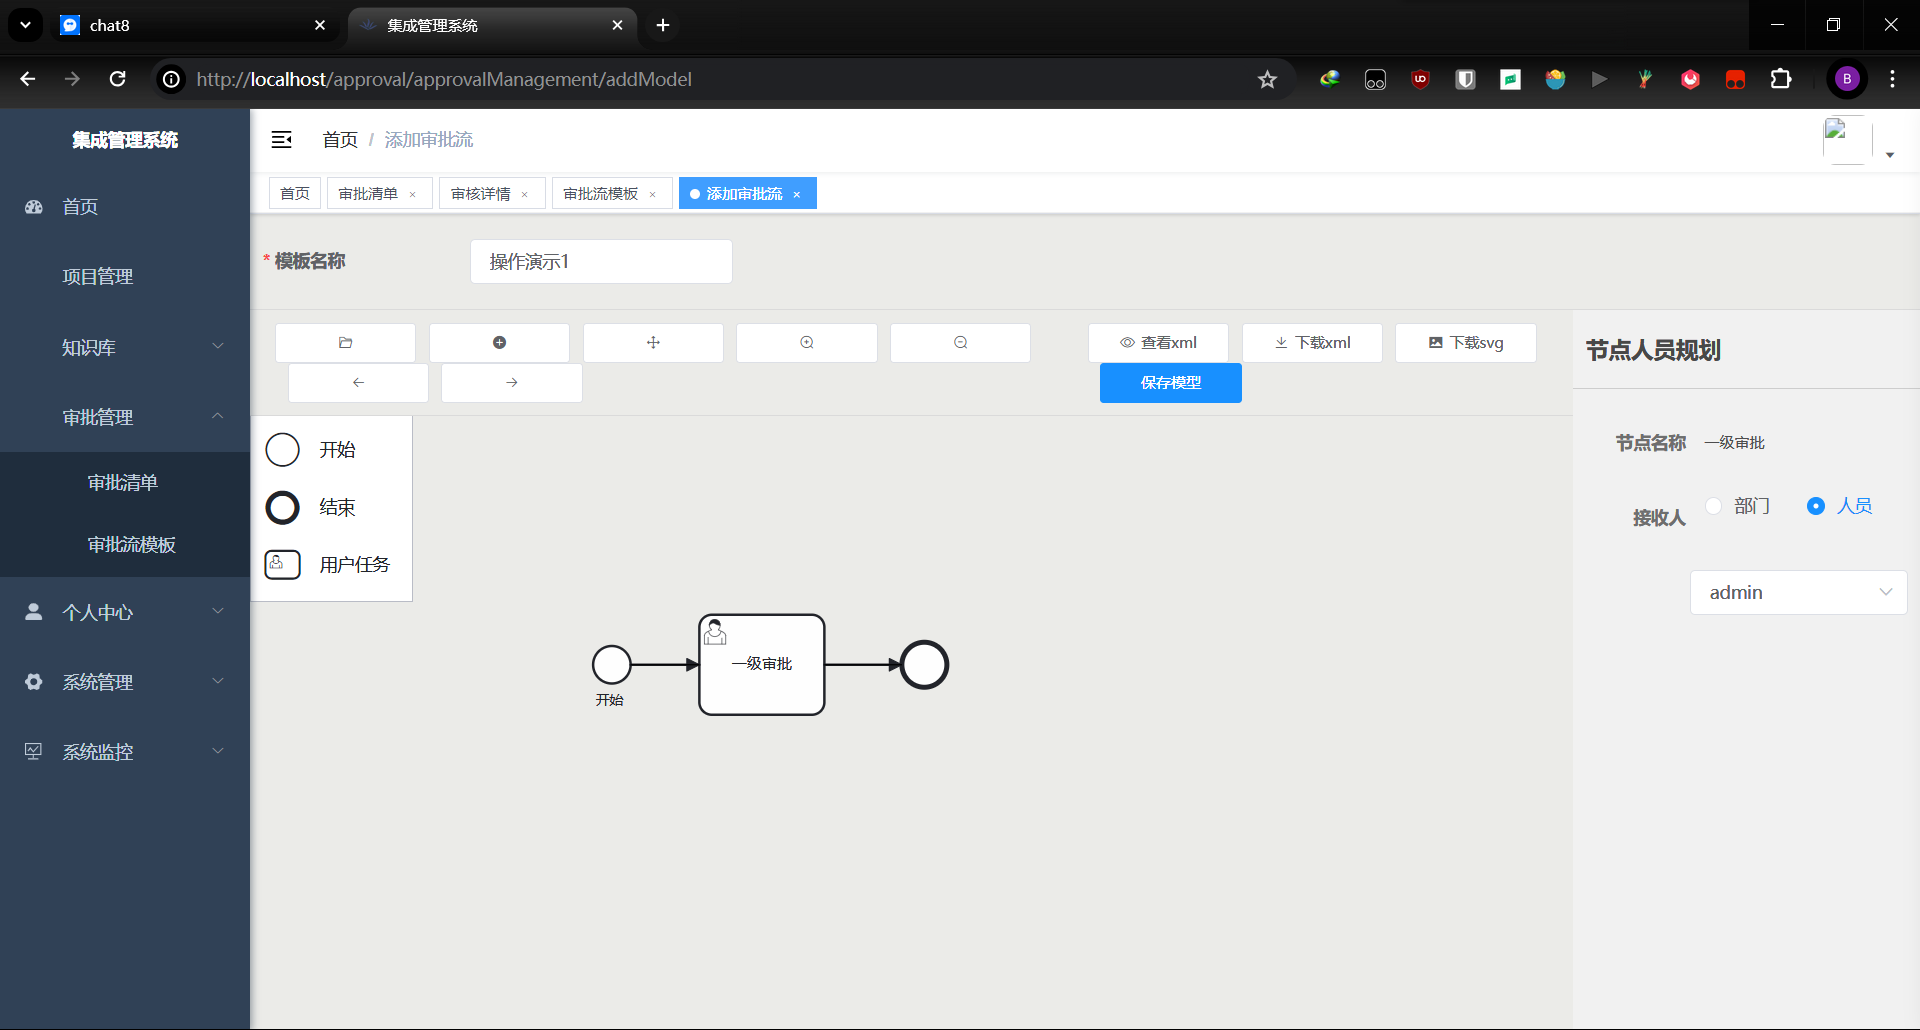 chat8
集成管理系统
http://localhost/approval/approvalManagement/addModel
B
集成管理系统
首页
项目管理
知识库
审批管理
审批清单
审批流模板
个人中心
系统管理
系统监控
首页 / 添加审批流
首页
审批清单 ×
审核详情 ×
审批流模板 ×
添加审批流 ×
* 模板名称
操作演示1
查看xml
下载xml
下载svg
保存模型
开始
结束
用户任务
开始
一级审批
节点人员规划
节点名称 一级审批
接收人 部门 人员
admin